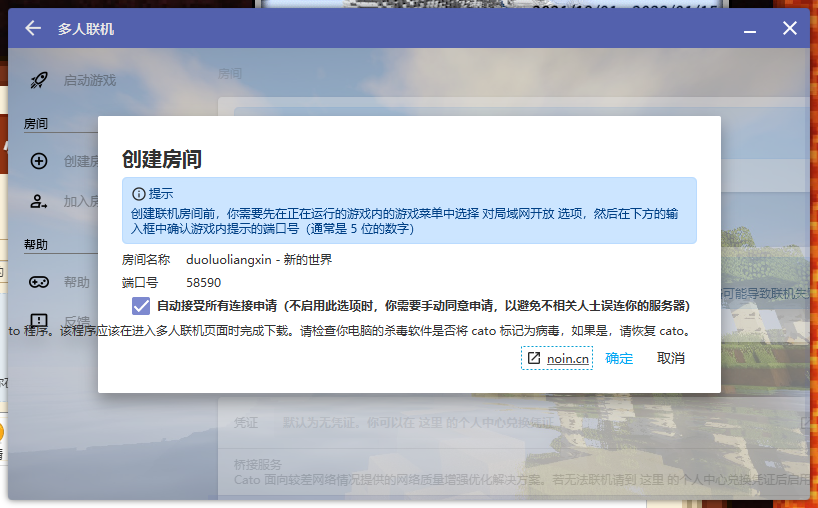 多人联机
启动游戏
房间
房间
创建房
加入房
帮助
帮助
反馈
创建房间
提示
创建联机房间前，你需要先在正在运行的游戏内的游戏菜单中选择 对局域网开放 选项，然后在下方的输
入框中确认游戏内提示的端口号（通常是 5 位的数字）
房间名称 duoluoliangxin - 新的世界
端口号 58590
自动接受所有连接申请（不启用此选项时，你需要手动同意申请，以避免不相关人士误连你的服务器）
to 程序。该程序应该在进入多人联机页面时完成下载。请检查你电脑的杀毒软件是否将 cato 标记为病毒，如果是，请恢复 cato。
noin.cn 确定 取消
可能导致联机失
凭证 默认为无凭证。你可以在 这里 的个人中心兑换凭证
桥接服务
Cato 面向较差网络情况提供的网络质量增强优化解决方案。若无法联机请到 这里 的个人中心兑换凭证后启用